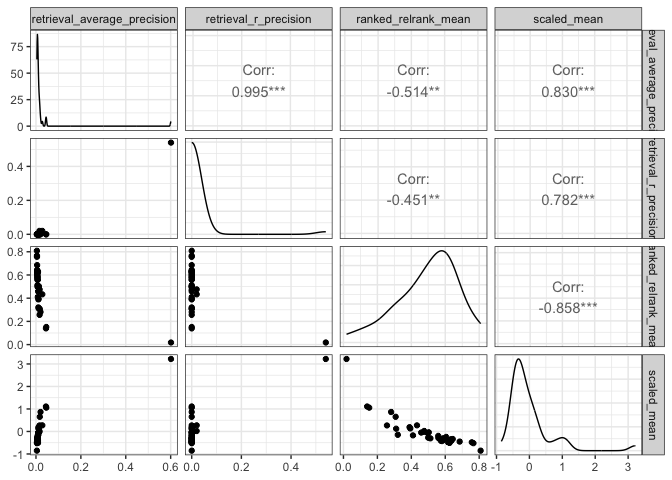 retrieval_average_precision retrieval_r_precision ranked_relrank_mean scaled_mean
75
50
25
0
Corr:
0.995***
Corr:
-0.514**
Corr:
0.830***
eval_average_preci
0.4
0.2
0.0
Corr:
-0.451**
Corr:
0.782***
retrieval_r_precision
0.8
0.6
0.4
0.2
0.0
Corr:
-0.858***
anked_relrank_mea
3
2
1
0
-1
scaled_mean
0.0 0.2 0.4 0.6 0.0 0.2 0.4 0.0 0.2 0.4 0.6 0.8 -1 0 1 2 3